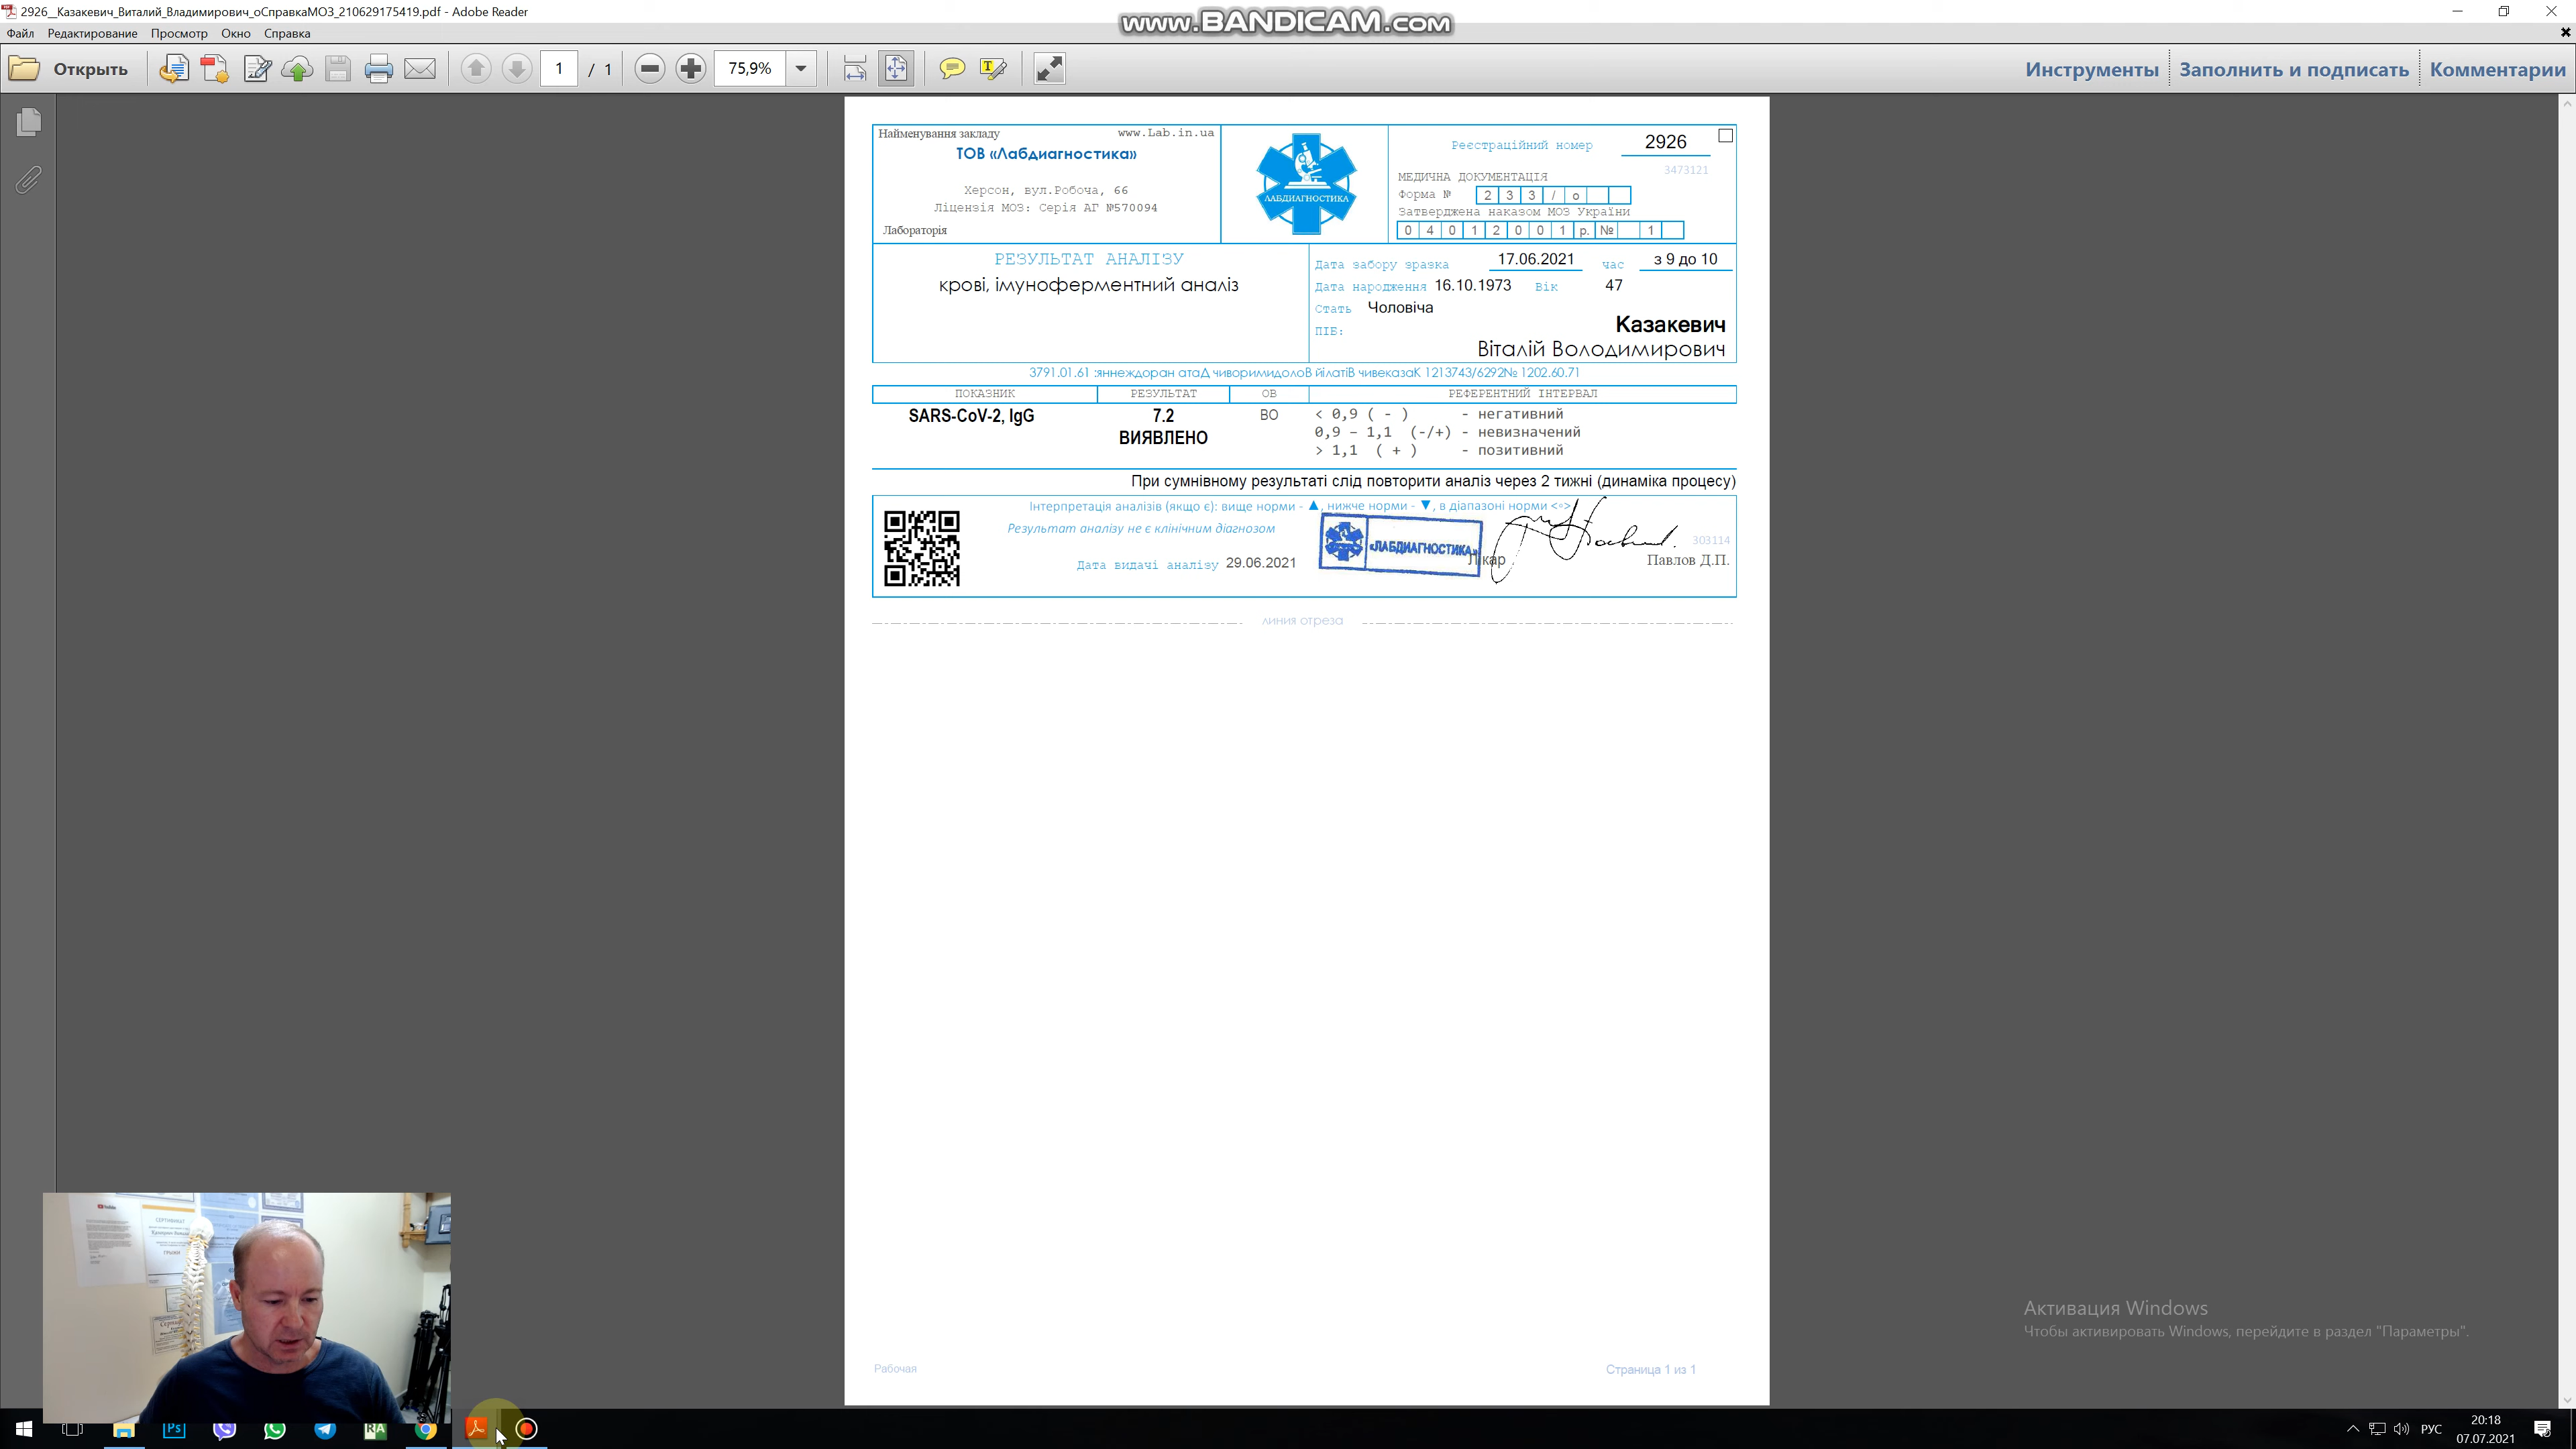 2926__Казакевич_Виталий_Владимирович_оСправкаМОЗ_210629175419.pdf - Adobe Reader
www.BANDICAM.com
Файл Редактирование Просмотр Окно Справка
Открыть 1 / 1 75,9% Инструменты Заполнить и подписать Комментарии
Найменування закладу www.Lab.in.ua
ТОВ «Лабдиагностика»
Херсон, вул.Робоча, 66
Ліцензія МОЗ: Серія АГ №570094
Лабораторія
ЛАБДИАГНОСТИКА
Реєстраційний номер 2926
3473121
МЕДИЧНА ДОКУМЕНТАЦІЯ
Форма № 2 3 3 / о
Затверджена наказом МОЗ України
0 4 0 1 2 0 0 1 р. № 1
РЕЗУЛЬТАТ АНАЛІЗУ
крові, імуноферментний аналіз
Дата забору зразка 17.06.2021 час з 9 до 10
Дата народження 16.10.1973 Вік 47
Стать Чоловіча
ПІБ: Казакевич
Віталій Володимирович
3791.01.61 :яннеждоран атаД чиворимидолоВ йілатіВ чивеказаК 1213743/6292№ 1202.60.71
ПОКАЗНИК РЕЗУЛЬТАТ ОВ РЕФЕРЕНТНИЙ ІНТЕРВАЛ
SARS-CoV-2, IgG 7.2 ВО < 0,9 ( - ) - негативний
ВИЯВЛЕНО 0,9 – 1,1 (-/+) - невизначений
> 1,1 ( + ) - позитивний
При сумнівному результаті слід повторити аналіз через 2 тижні (динаміка процесу)
Інтерпретація аналізів (якщо є): вище норми - ▲, нижче норми - ▼, в діапазоні норми <◦>
Результат аналізу не є клінічним діагнозом
«ЛАБДИАГНОСТИКА»
303114
Дата видачі аналізу 29.06.2021 Лікар Павлов Д.П.
линия отреза
YouTube
СЕРТИФИКАТ
ГРЫЖИ
Активация Windows
Чтобы активировать Windows, перейдите в раздел "Параметры".
Рабочая Страница 1 из 1
Ps
RA
РУС
20:18
07.07.2021